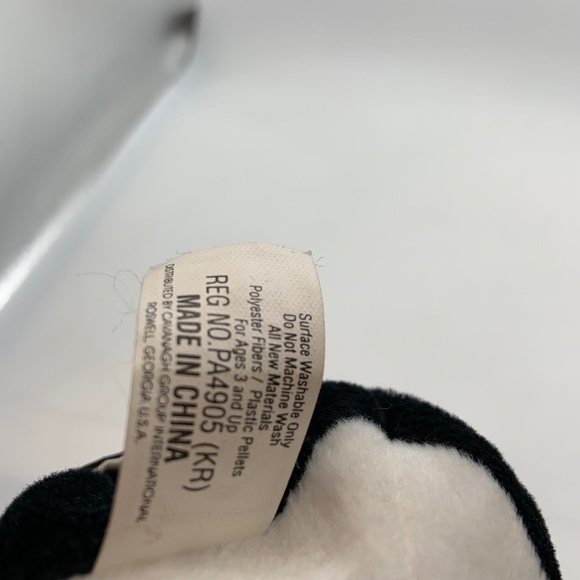 Surface Washable Only
Do Not Machine Wash
All New Materials
Polyester Fibers / Plastic Pellets
For Ages 3 and Up
REG NO.PA4905 (KR)
MADE IN CHINA
DISTRIBUTED BY CAVANAGH GROUP INTERNATIONAL
ROSWELL, GEORGIA U.S.A.